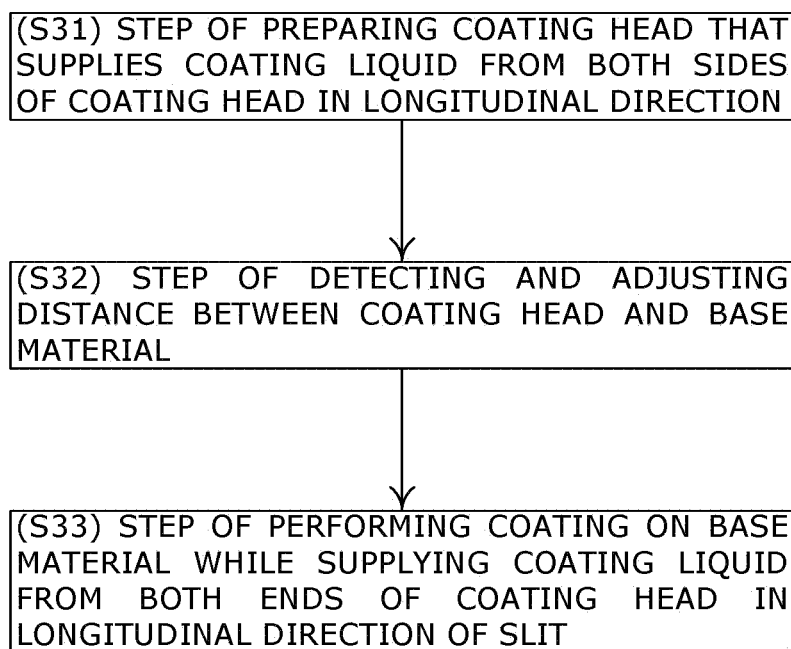 (S31) STEP OF PREPARING COATING HEAD THAT
SUPPLIES COATING LIQUID FROM BOTH SIDES
OF COATING HEAD IN LONGITUDINAL DIRECTION
(S32) STEP OF DETECTING AND ADJUSTING
DISTANCE BETWEEN COATING HEAD AND BASE
MATERIAL
(S33) STEP OF PERFORMING COATING ON BASE
MATERIAL WHILE SUPPLYING COATING LIQUID
FROM BOTH ENDS OF COATING HEAD IN
LONGITUDINAL DIRECTION OF SLIT